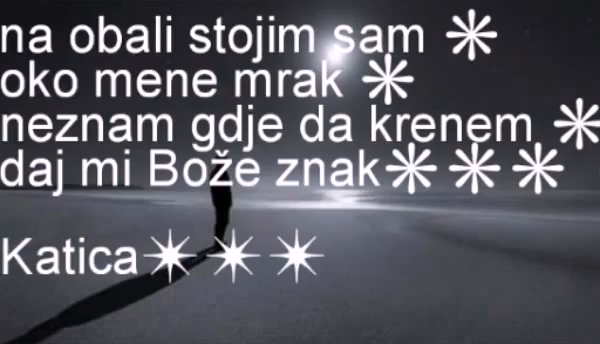 na obali stojim sam ✳
oko mene mrak ✳
neznam gdje da krenem ✳
daj mi Bože znak✳✳✳
Katica✴✴✴